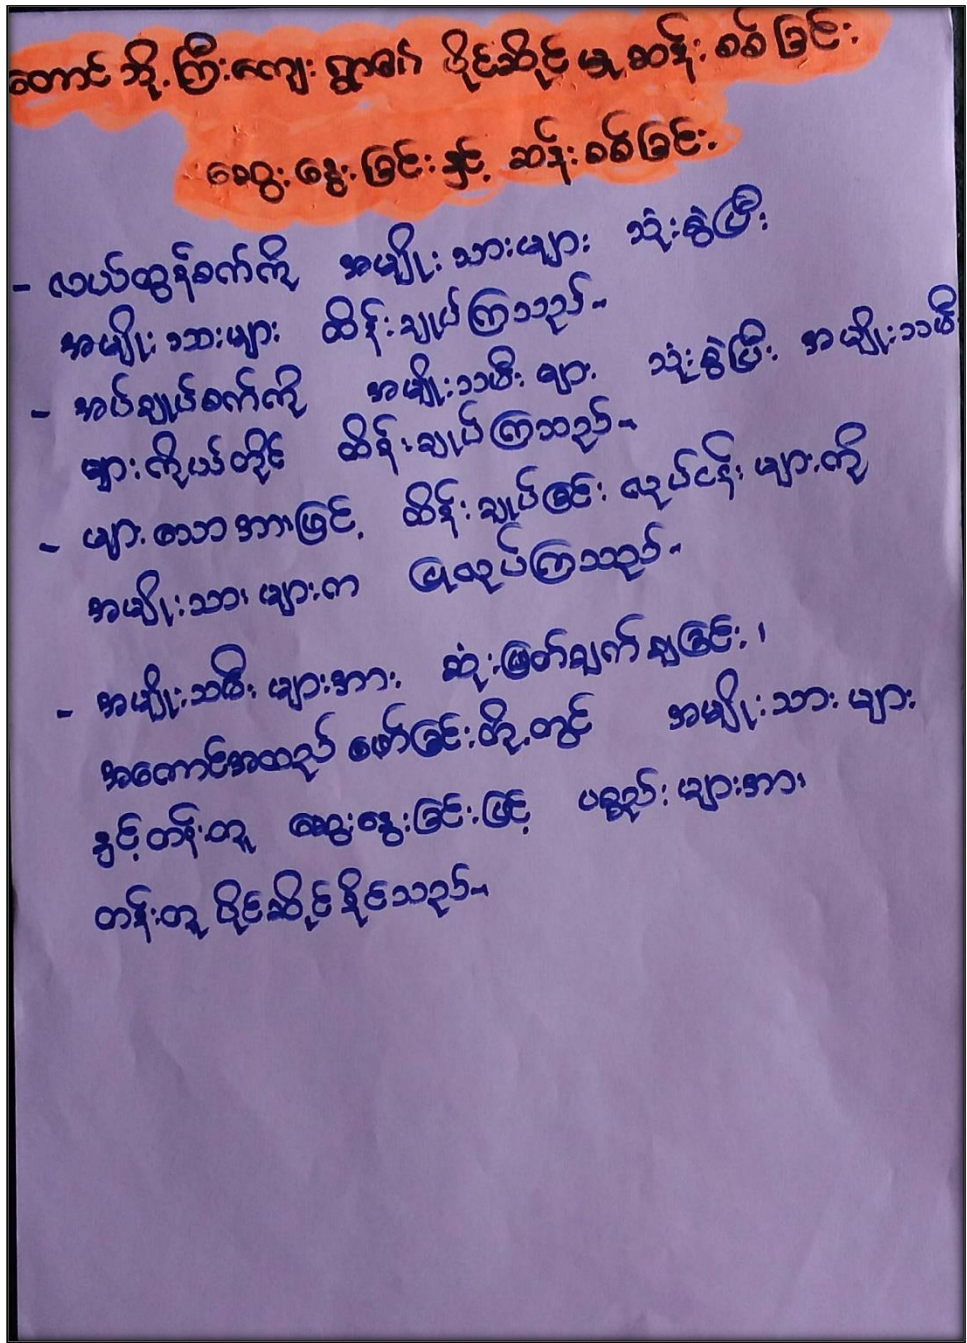 တောင်ဘို့ကြီးကျေးရွာ၏ ပိုင်ဆိုင်မှုဆန်းစစ်ခြင်း
ဆွေးနွေးခြင်းနှင့် ဆန်းစစ်ခြင်း
- လယ်ထွန်စက်ကို အမျိုးသားများ သုံးစွဲပြီး
အမျိုးသားများ ထိန်းချုပ်ကြသည်။
- အပ်ချုပ်စက်ကို အမျိုးသမီးများ သုံးစွဲပြီး အမျိုးသမီး
များကိုယ်တိုင် ထိန်းချုပ်ကြသည်။
- များသောအားဖြင့် ထိန်းချုပ်ခြင်း လုပ်ငန်းများကို
အမျိုးသားများက ပြုလုပ်ကြသည်။
- အမျိုးသမီးများအား ဆုံးဖြတ်ချက်ချခြင်း၊
အကောင်အထည်ဖော်ခြင်းတို့တွင် အမျိုးသားများ
နှင့်တန်းတူ ဆွေးနွေးခြင်းဖြင့် ပစ္စည်းများအား
တန်းတူပိုင်ဆိုင်နိုင်သည်။